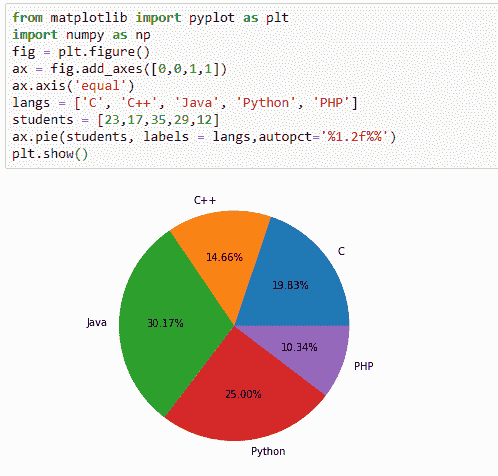 from matplotlib import pyplot as plt
import numpy as np
fig = plt.figure()
ax = fig.add_axes([0,0,1,1])
ax.axis('equal')
langs = ['C', 'C++', 'Java', 'Python', 'PHP']
students = [23,17,35,29,12]
ax.pie(students, labels = langs,autopct='%1.2f%%')
plt.show()
C++
C
14.66%
19.83%
Java
30.17%
10.34%
PHP
25.00%
Python